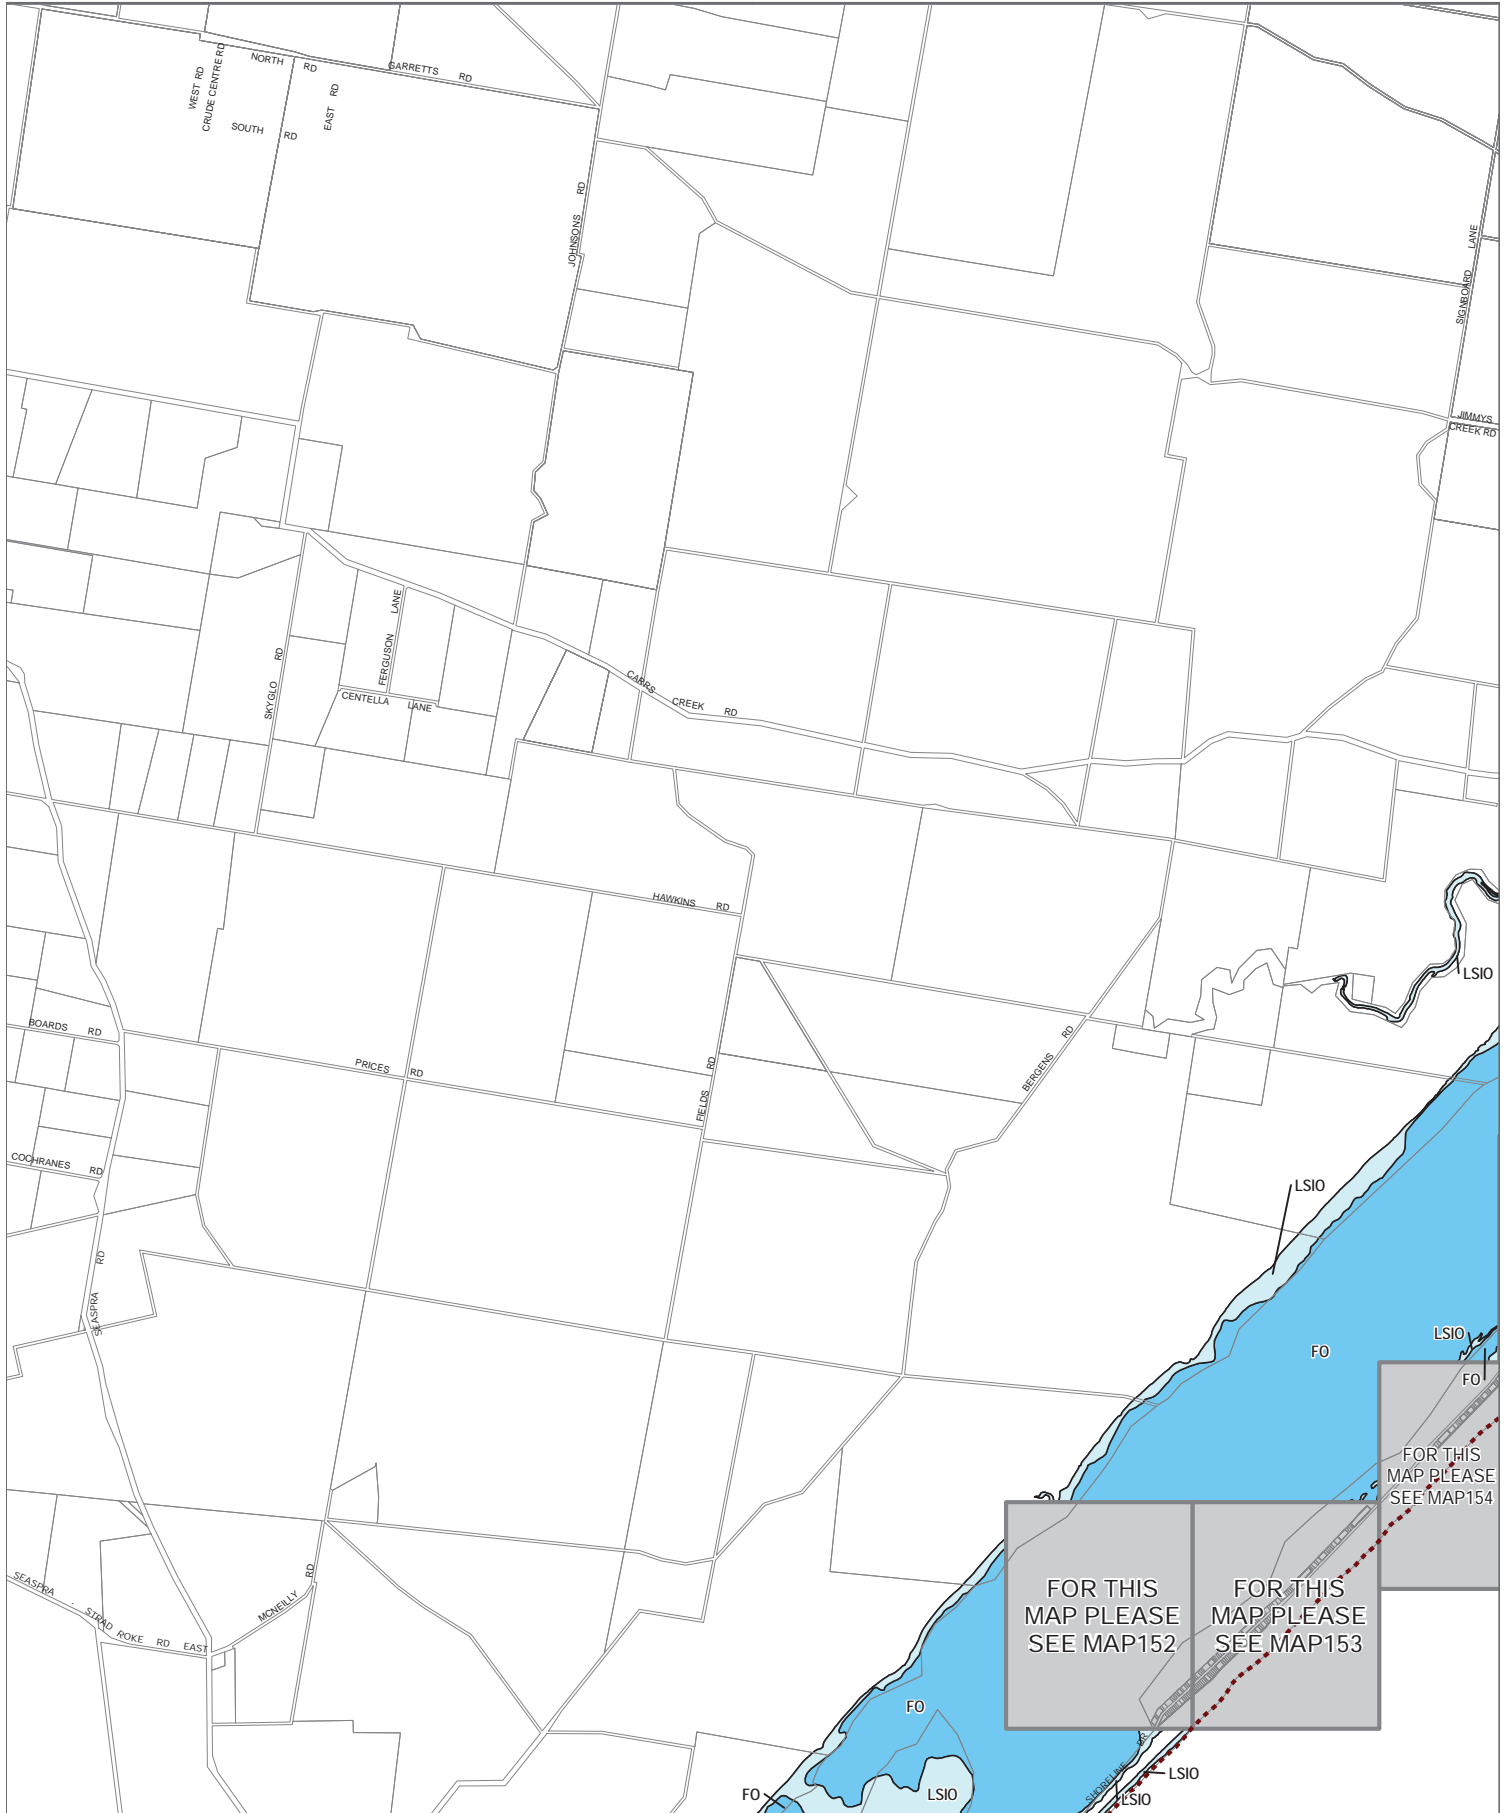 NORTH RD
GARRETTS RD
WEST RD
CRUDE CENTRE RD
EAST RD
SOUTH RD
JOHNSONS RD
SIGNBOARD LANE
JIMMYS
CREEK RD
FERGUSON LANE
SKYGLO RD
CENTELLA LANE
CARRS CREEK RD
HAWKINS RD
LSIO
BOARDS RD
PRICES RD
BERGENS RD
FIELDS RD
COCHRANES RD
LSIO
SEASPRA RD
LSIO
FO
FO
FOR THIS
MAP PLEASE
SEE MAP154
SEASPRA - STRAD ROKE RD EAST
MCNEILLY RD
FOR THIS
MAP PLEASE
SEE MAP152
FOR THIS
MAP PLEASE
SEE MAP153
FO
SHORELINE DR
LSIO
FO
LSIO
LSIO